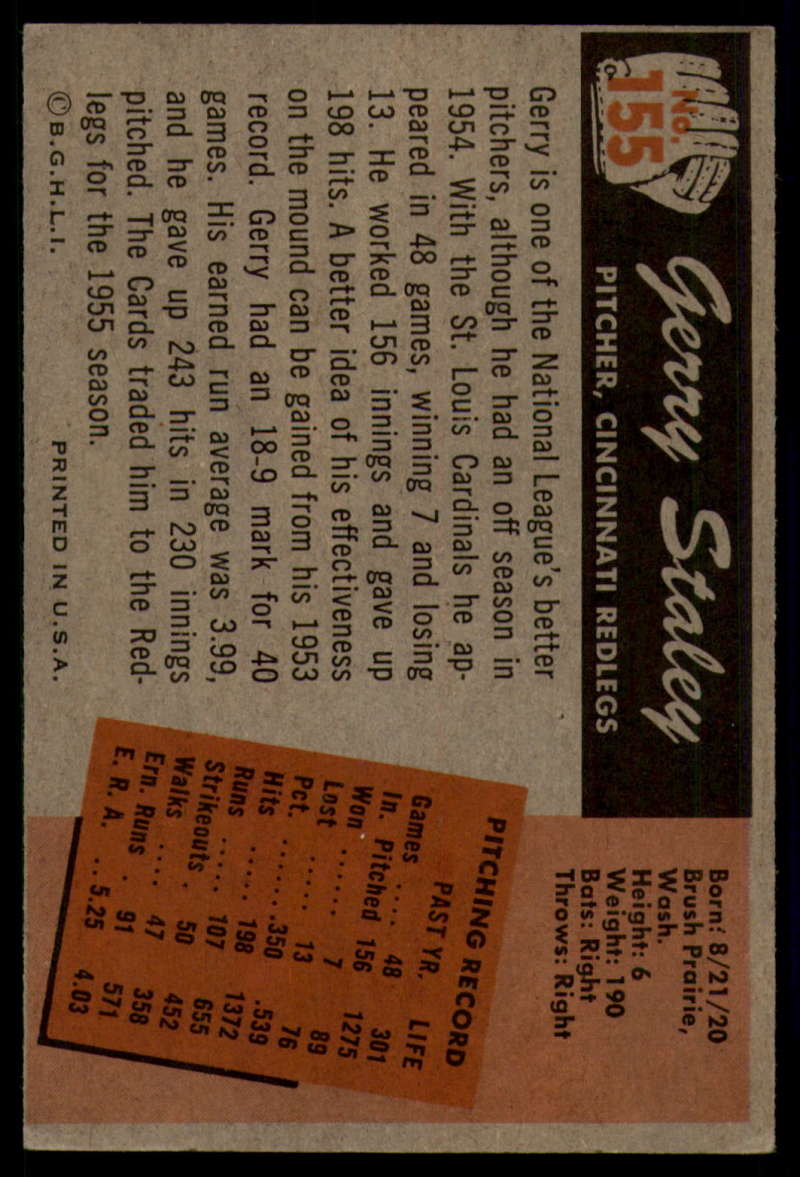 No.
155
Gerry Staley
PITCHER, CINCINNATI REDLEGS
Born: 8/21/20
Brush Prairie,
Wash.
Height: 6
Weight: 190
Bats: Right
Throws: Right
Gerry is one of the National League's better
pitchers, although he had an off season in
1954. With the St. Louis Cardinals he ap-
peared in 48 games, winning 7 and losing
13. He worked 156 innings and gave up
198 hits. A better idea of his effectiveness
on the mound can be gained from his 1953
record. Gerry had an 18-9 mark for 40
games. His earned run average was 3.99,
and he gave up 243 hits in 230 innings
pitched. The Cards traded him to the Red-
legs for the 1955 season.
© B.G.H.L.I. PRINTED IN U.S.A.
PITCHING RECORD
PAST YR. LIFE
Games .... 48 301
In. Pitched 156 1275
Won ...... 7 89
Lost ..... 13 76
Pct. .......350 .539
Hits ..... 198 1372
Runs ..... 107 655
Strikeouts . 50 452
Walks .... 47 358
Ern. Runs . 91 571
E. R. A. ..5.25 4.03